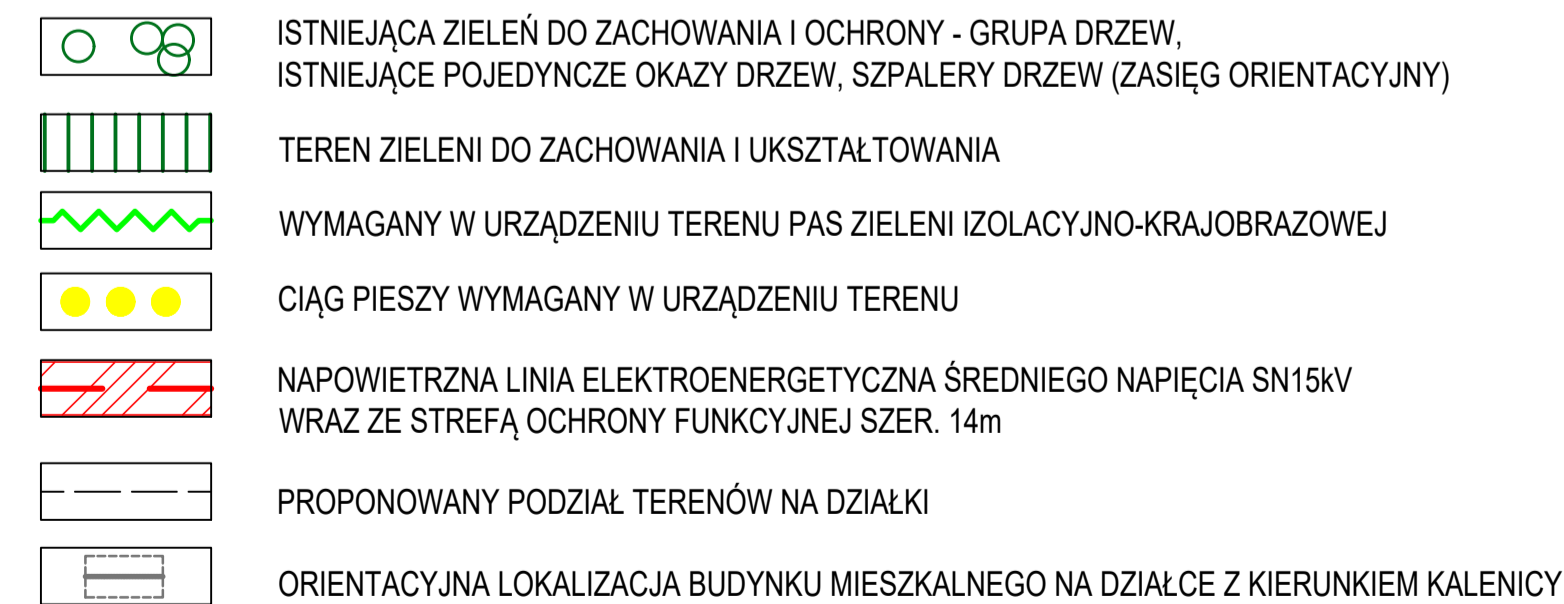 ISTNIEJĄCA ZIELEŃ DO ZACHOWANIA I OCHRONY - GRUPA DRZEW,
ISTNIEJĄCE POJEDYNCZE OKAZY DRZEW, SZPALERY DRZEW (ZASIĘG ORIENTACYJNY)
TEREN ZIELENI DO ZACHOWANIA I UKSZTAŁTOWANIA
WYMAGANY W URZĄDZENIU TERENU PAS ZIELENI IZOLACYJNO-KRAJOBRAZOWEJ
CIĄG PIESZY WYMAGANY W URZĄDZENIU TERENU
NAPOWIETRZNA LINIA ELEKTROENERGETYCZNA ŚREDNIEGO NAPIĘCIA SN15kV
WRAZ ZE STREFĄ OCHRONY FUNKCYJNEJ SZER. 14m
PROPONOWANY PODZIAŁ TERENÓW NA DZIAŁKI
ORIENTACYJNA LOKALIZACJA BUDYNKU MIESZKALNEGO NA DZIAŁCE Z KIERUNKIEM KALENICY